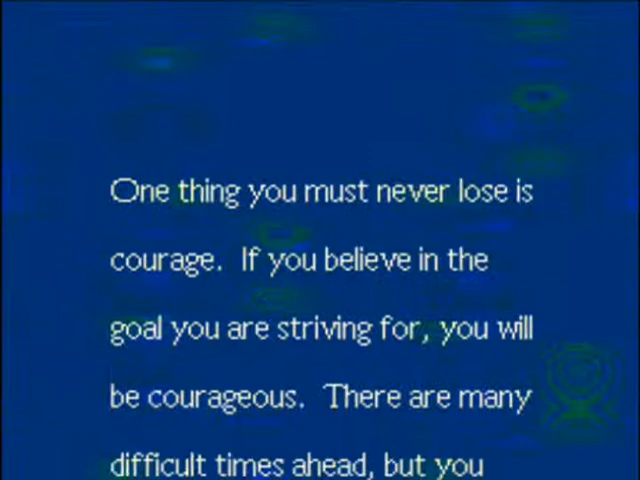 One thing you must never lose is
courage.  If you believe in the
goal you are striving for, you will
be courageous.  There are many
difficult times ahead, but you